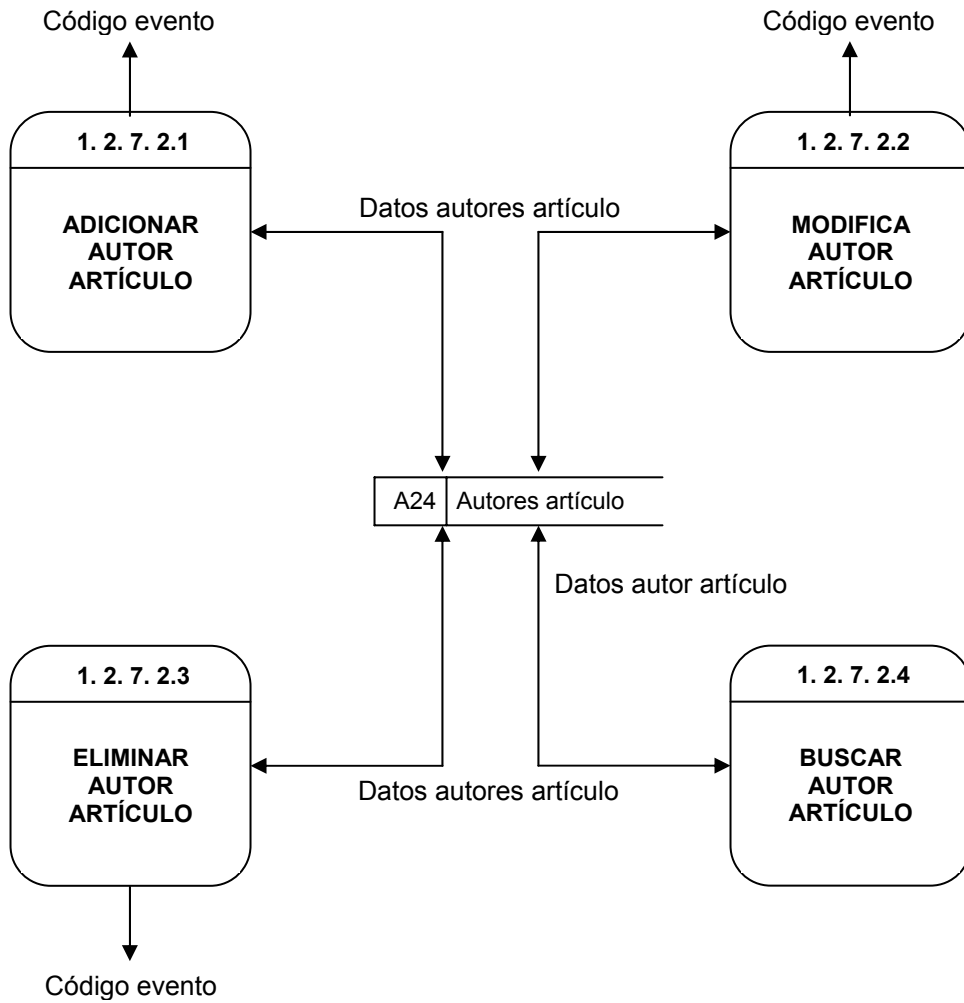 Código evento
Código evento
1. 2. 7. 2.1
1. 2. 7. 2.2
ADICIONAR
AUTOR
ARTÍCULO
Datos autores artículo
MODIFICA
AUTOR
ARTÍCULO
A24
Autores artículo
Datos autor artículo
1. 2. 7. 2.3
1. 2. 7. 2.4
ELIMINAR
AUTOR
ARTÍCULO
Datos autores artículo
BUSCAR
AUTOR
ARTÍCULO
Código evento